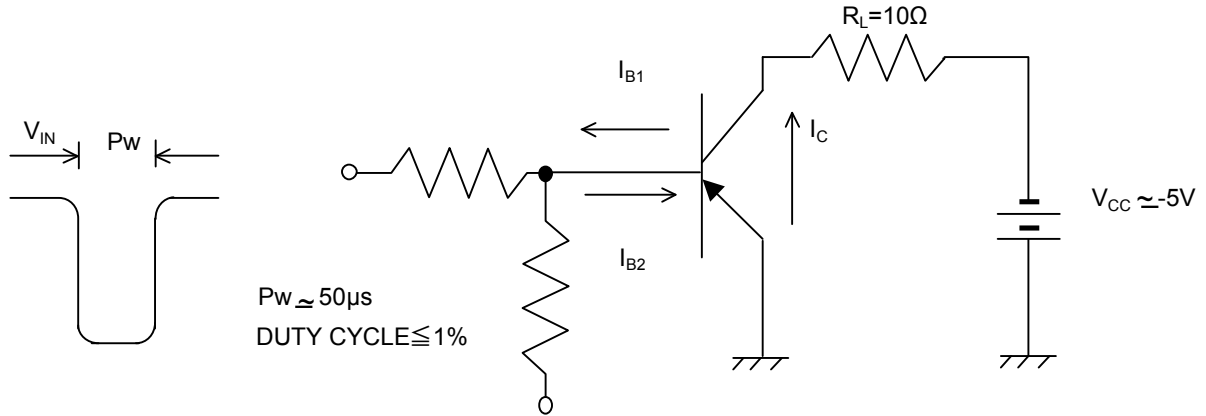 R_L=10Ω
I_B1
V_IN
Pw
I_C
V_CC ≃-5V
I_B2
Pw ≃ 50µs
DUTY CYCLE≦1%